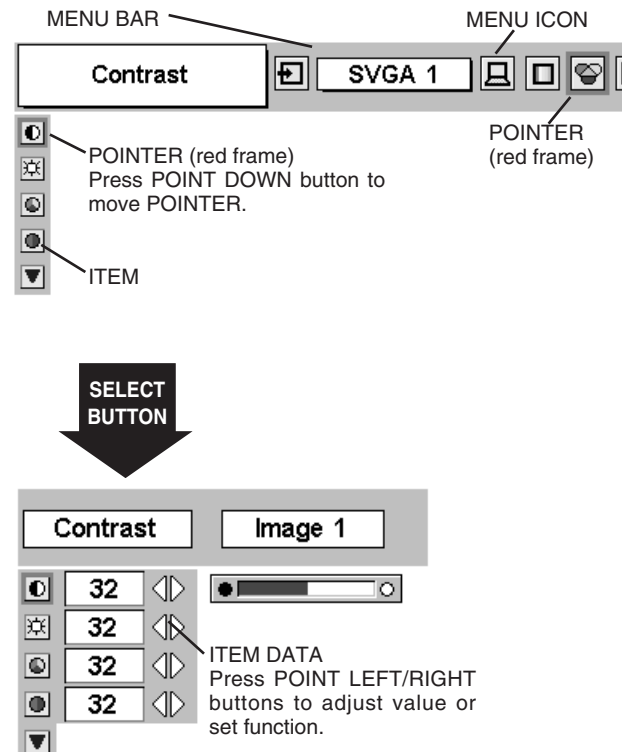 MENU BAR
MENU ICON
Contrast
SVGA 1
POINTER
(red frame)
POINTER (red frame)
Press POINT DOWN button to
move POINTER.
ITEM
SELECT
BUTTON
Contrast
Image 1
32
32
32
32
ITEM DATA
Press POINT LEFT/RIGHT
buttons to adjust value or
set function.